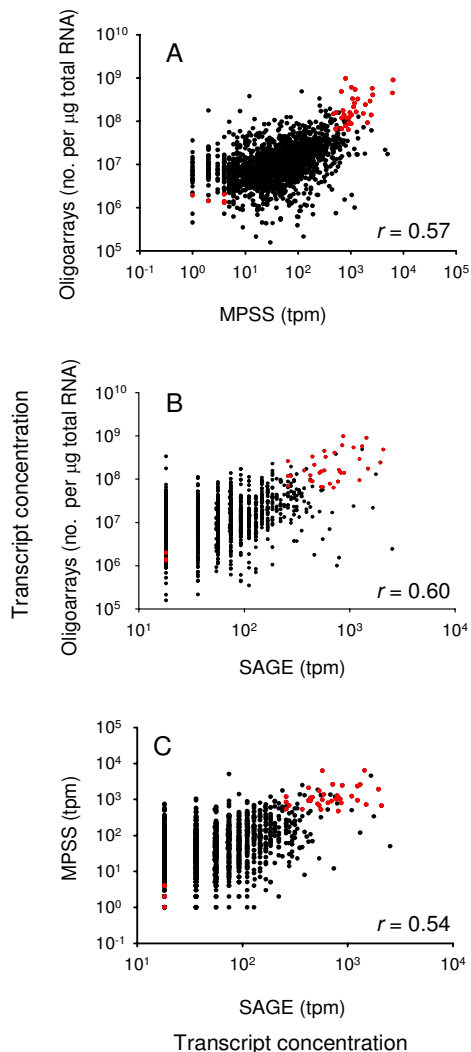 A
Oligoarrays (no. per µg total RNA)
10^10
10^9
10^8
10^7
10^6
10^5
r = 0.57
10^-1 10^0 10^1 10^2 10^3 10^4 10^5
MPSS (tpm)
Transcript concentration
B
Oligoarrays (no. per µg total RNA)
10^10
10^9
10^8
10^7
10^6
10^5
r = 0.60
10^1 10^2 10^3 10^4
SAGE (tpm)
C
MPSS (tpm)
10^5
10^4
10^3
10^2
10^1
10^0
10^-1
r = 0.54
10^1 10^2 10^3 10^4
SAGE (tpm)
Transcript concentration